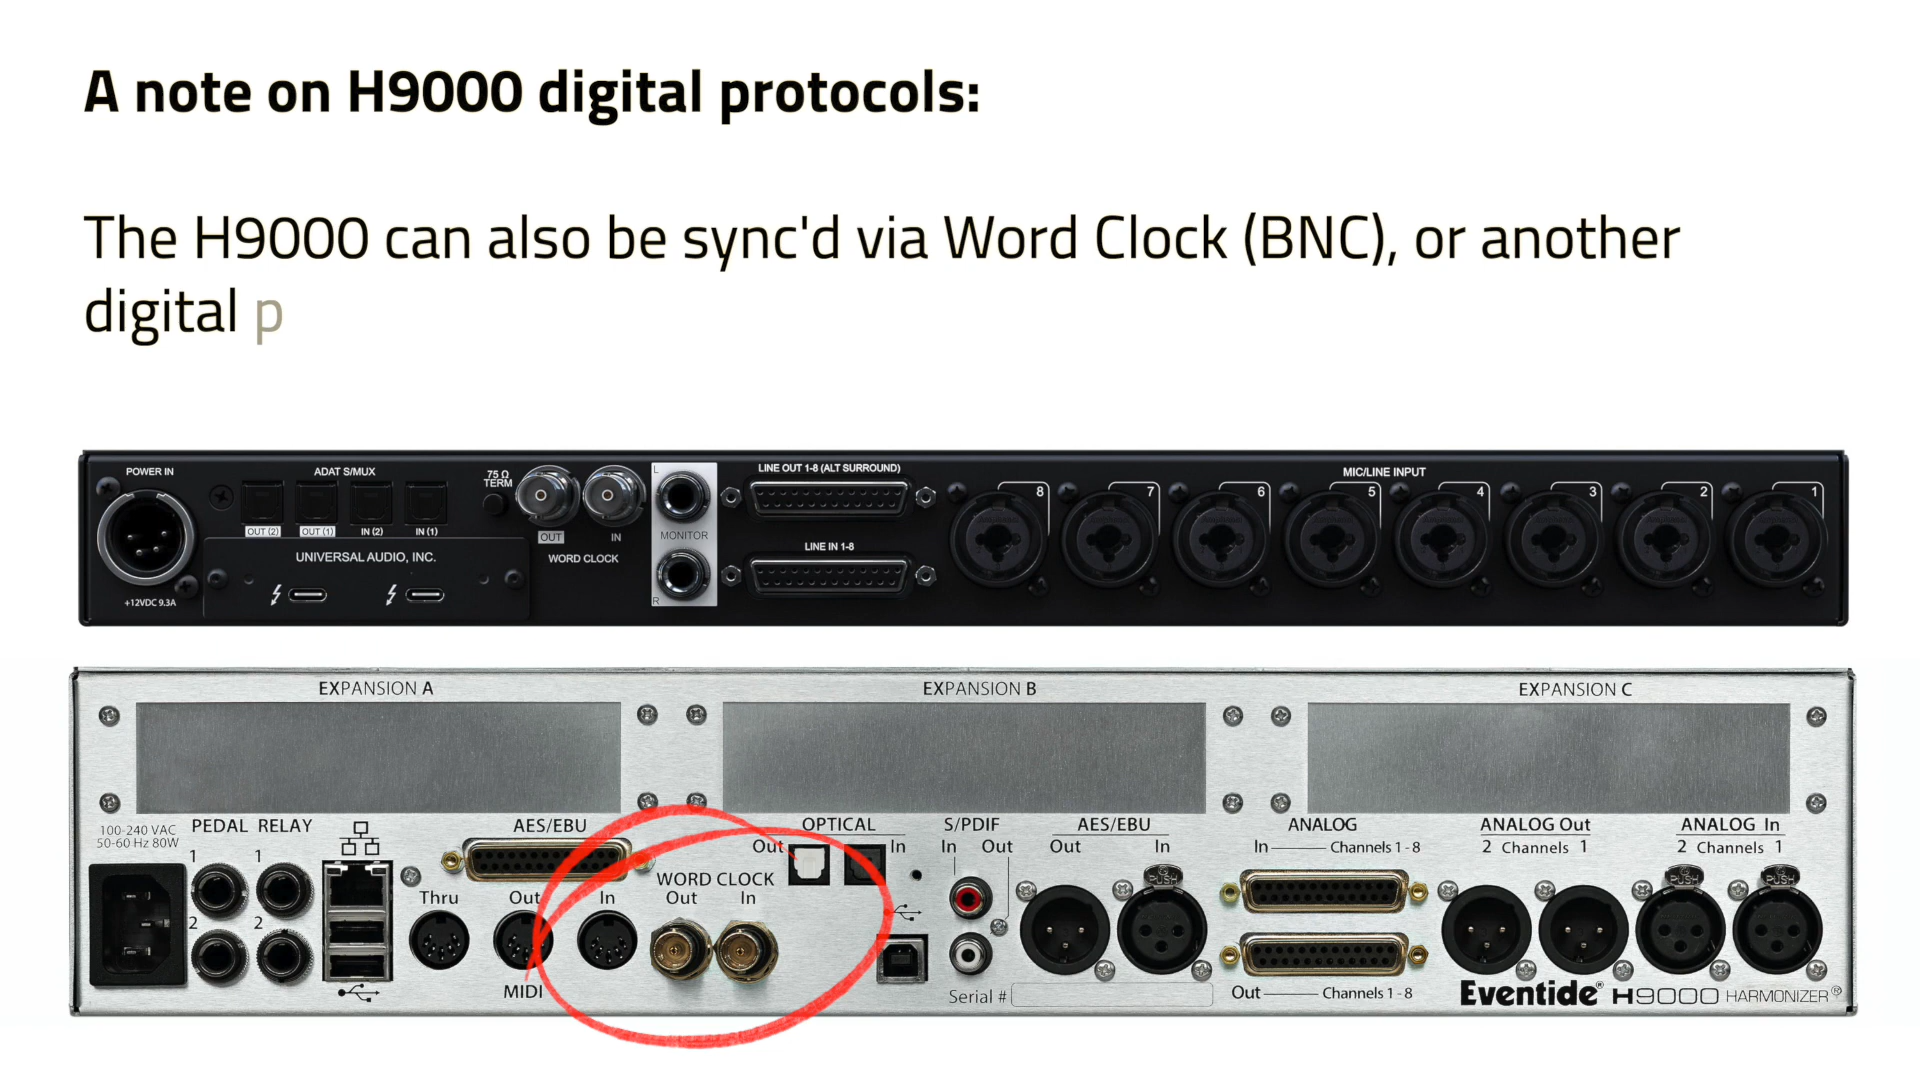 A note on H9000 digital protocols:
The H9000 can also be sync'd via Word Clock (BNC), or another
digital p
POWER IN
ADAT S/MUX
75 Ω
TERM
L
LINE OUT 1-8 (ALT SURROUND)
MIC/LINE INPUT
8 7 6 5 4 3 2 1
OUT (2) OUT (1) IN (2) IN (1)
OUT IN
MONITOR
LINE IN 1-8
UNIVERSAL AUDIO, INC.
WORD CLOCK
+12VDC 9.3A
R
EXPANSION A EXPANSION B EXPANSION C
100-240 VAC
50-60 Hz 80W
PEDAL RELAY
AES/EBU
OPTICAL
Out In
S/PDIF
In Out
AES/EBU
Out In
ANALOG
In Channels 1 - 8
ANALOG Out
2 Channels 1
ANALOG In
2 Channels 1
1 1
2 2
WORD CLOCK
Out In
Thru Out In
MIDI
PUSH PUSH
Serial #
Out Channels 1 - 8
Eventide® H9000 HARMONIZER®